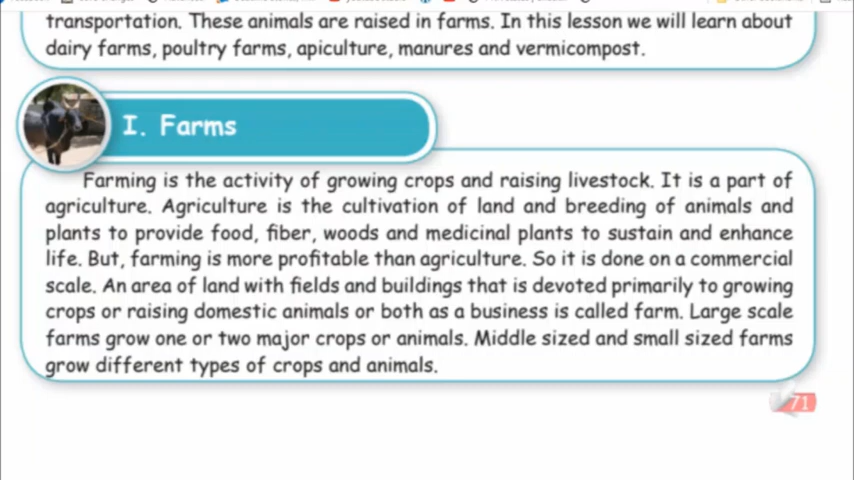 transportation. These animals are raised in farms. In this lesson we will learn about
dairy farms, poultry farms, apiculture, manures and vermicompost.
I. Farms
Farming is the activity of growing crops and raising livestock. It is a part of
agriculture. Agriculture is the cultivation of land and breeding of animals and
plants to provide food, fiber, woods and medicinal plants to sustain and enhance
life. But, farming is more profitable than agriculture. So it is done on a commercial
scale. An area of land with fields and buildings that is devoted primarily to growing
crops or raising domestic animals or both as a business is called farm. Large scale
farms grow one or two major crops or animals. Middle sized and small sized farms
grow different types of crops and animals.
71